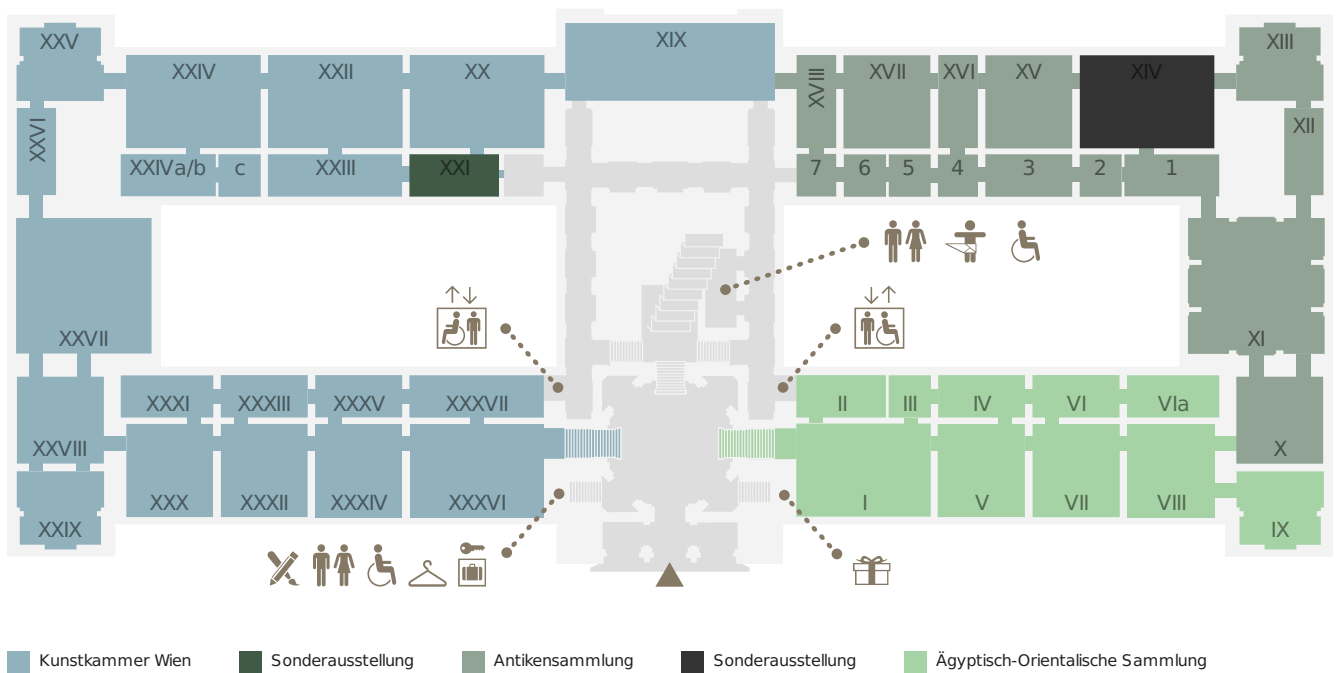 XXV
XXIV
XXII
XX
XIX
XVIII
XVII
XVI
XV
XIV
XIII
XXVI
XII
XXIVa/b
c
XXIII
XXI
7
6
5
4
3
2
1
XXVII
XI
XXXI
XXXIII
XXXV
XXXVII
II
III
IV
VI
VIa
XXVIII
X
XXX
XXXII
XXXIV
XXXVI
I
V
VII
VIII
XXIX
IX
Kunstkammer Wien
Sonderausstellung
Antikensammlung
Sonderausstellung
Ägyptisch-Orientalische Sammlung